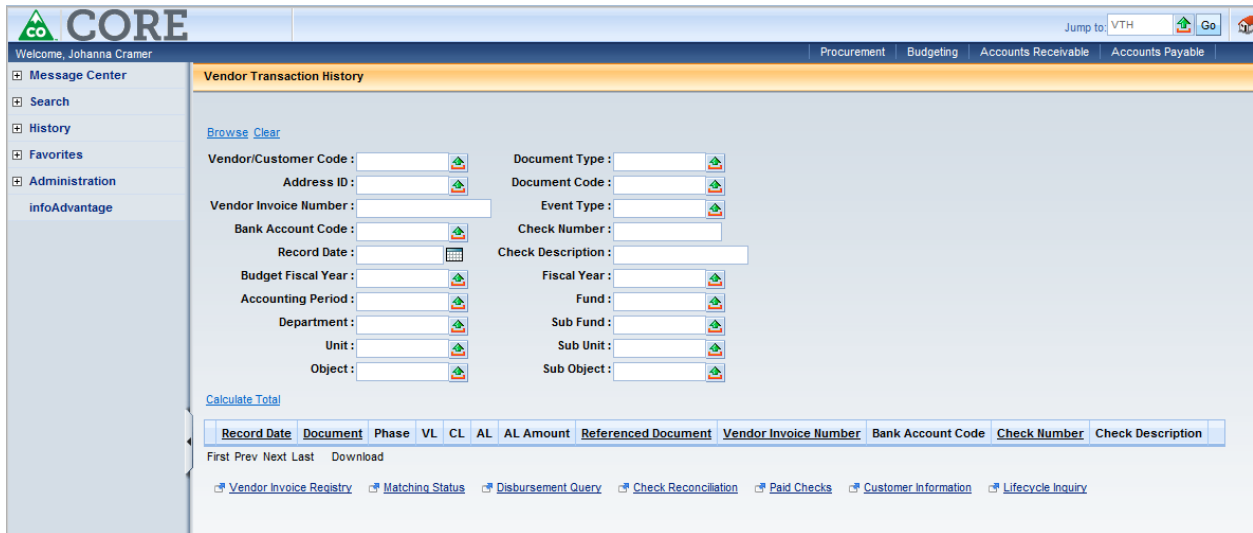 CO CORE
Jump to: VTH Go
Welcome, Johanna Cramer
Procurement Budgeting Accounts Receivable Accounts Payable
Message Center
Search
History
Favorites
Administration
infoAdvantage
Vendor Transaction History
Browse Clear
Vendor/Customer Code : Document Type :
Address ID : Document Code :
Vendor Invoice Number : Event Type :
Bank Account Code : Check Number :
Record Date : Check Description :
Budget Fiscal Year : Fiscal Year :
Accounting Period : Fund :
Department : Sub Fund :
Unit : Sub Unit :
Object : Sub Object :
Calculate Total
Record Date Document Phase VL CL AL AL Amount Referenced Document Vendor Invoice Number Bank Account Code Check Number Check Description
First Prev Next Last Download
Vendor Invoice Registry Matching Status Disbursement Query Check Reconciliation Paid Checks Customer Information Lifecycle Inquiry